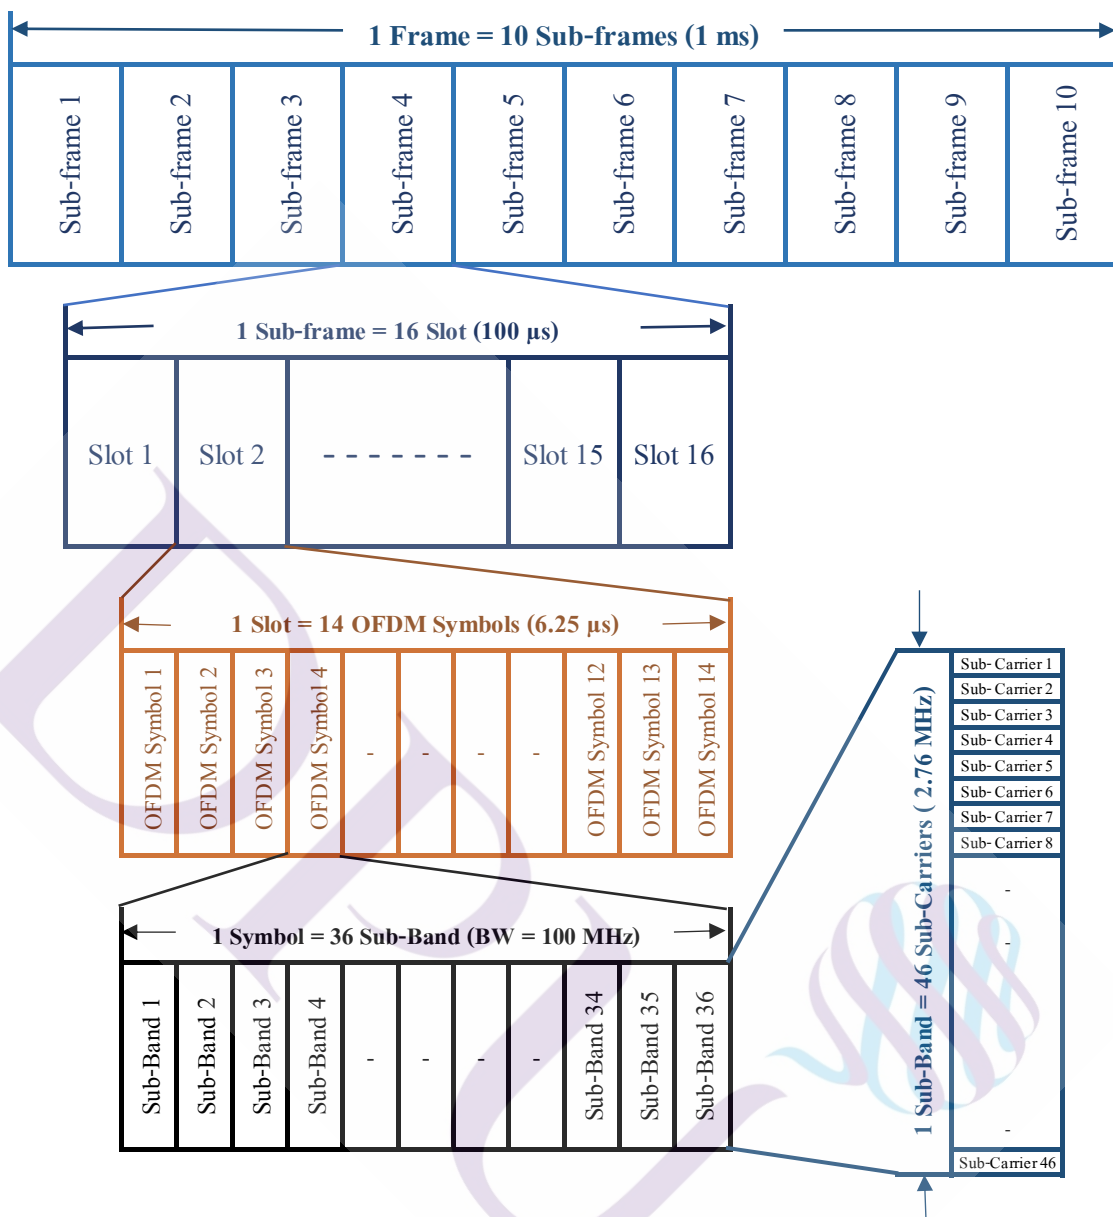 1 Frame = 10 Sub-frames (1 ms)
Sub-frame 1
Sub-frame 2
Sub-frame 3
Sub-frame 4
Sub-frame 5
Sub-frame 6
Sub-frame 7
Sub-frame 8
Sub-frame 9
Sub-frame 10
1 Sub-frame = 16 Slot (100 µs)
Slot 1
Slot 2
- - - - - - -
Slot 15
Slot 16
1 Slot = 14 OFDM Symbols (6.25 µs)
OFDM Symbol 1
OFDM Symbol 2
OFDM Symbol 3
OFDM Symbol 4
-
-
-
-
OFDM Symbol 12
OFDM Symbol 13
OFDM Symbol 14
1 Symbol = 36 Sub-Band (BW = 100 MHz)
Sub-Band 1
Sub-Band 2
Sub-Band 3
Sub-Band 4
-
-
-
-
Sub-Band 34
Sub-Band 35
Sub-Band 36
1 Sub-Band = 46 Sub-Carriers ( 2.76 MHz)
Sub- Carrier 1
Sub- Carrier 2
Sub- Carrier 3
Sub- Carrier 4
Sub- Carrier 5
Sub- Carrier 6
Sub- Carrier 7
Sub- Carrier 8
-
-
-
Sub-Carrier 46
DPU